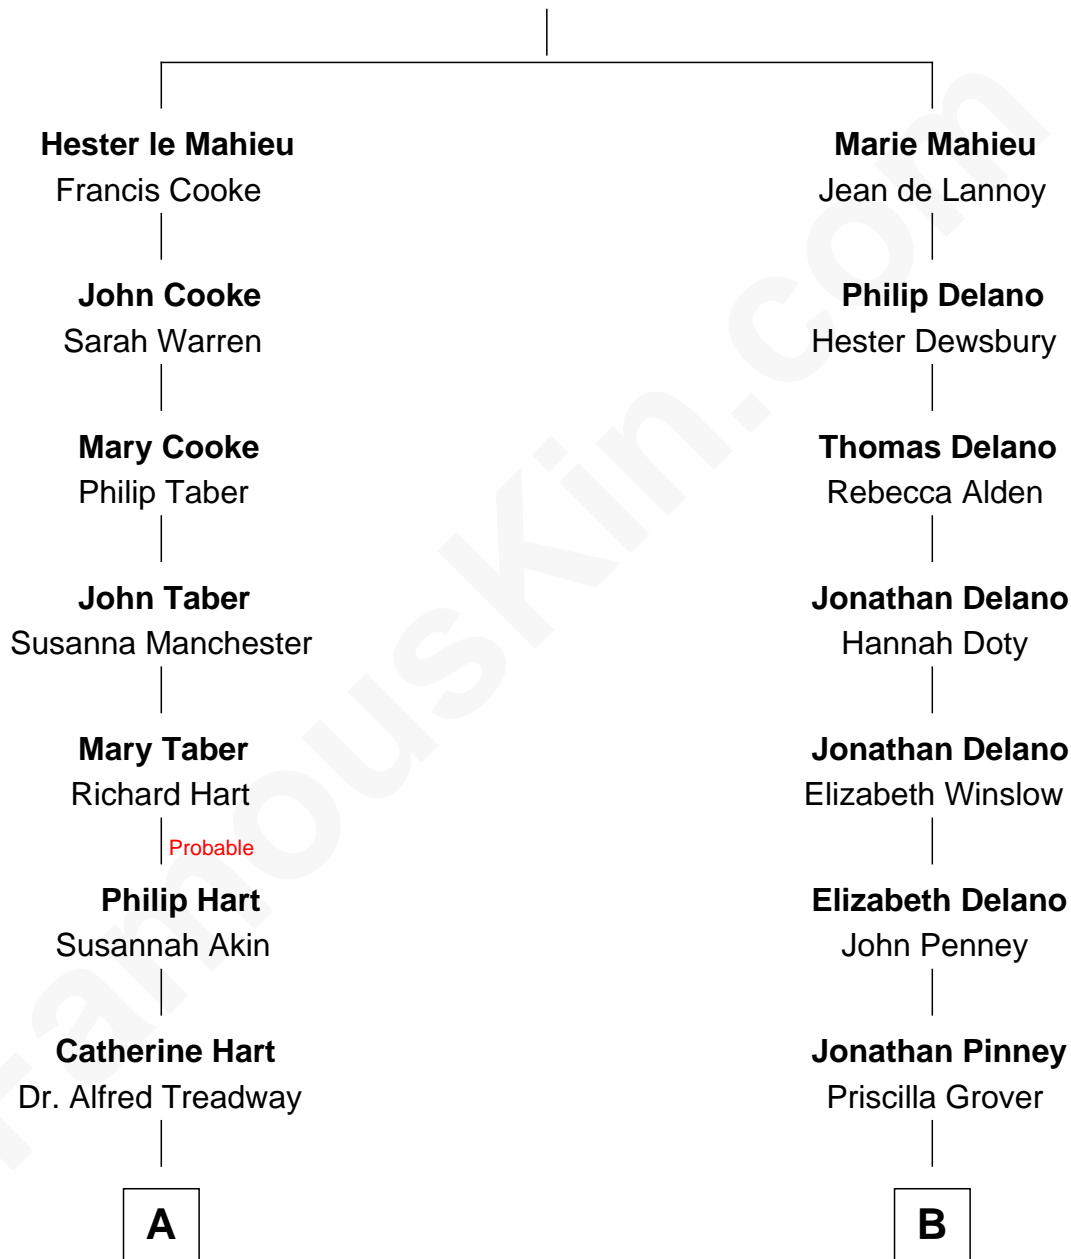 Hester le Mahieu
Francis Cooke
John Cooke
Sarah Warren
Mary Cooke
Philip Taber
John Taber
Susanna Manchester
Mary Taber
Richard Hart
Probable
Philip Hart
Susannah Akin
Catherine Hart
Dr. Alfred Treadway
A
Marie Mahieu
Jean de Lannoy
Philip Delano
Hester Dewsbury
Thomas Delano
Rebecca Alden
Jonathan Delano
Hannah Doty
Jonathan Delano
Elizabeth Winslow
Elizabeth Delano
John Penney
Jonathan Pinney
Priscilla Grover
B
FamousKin.com